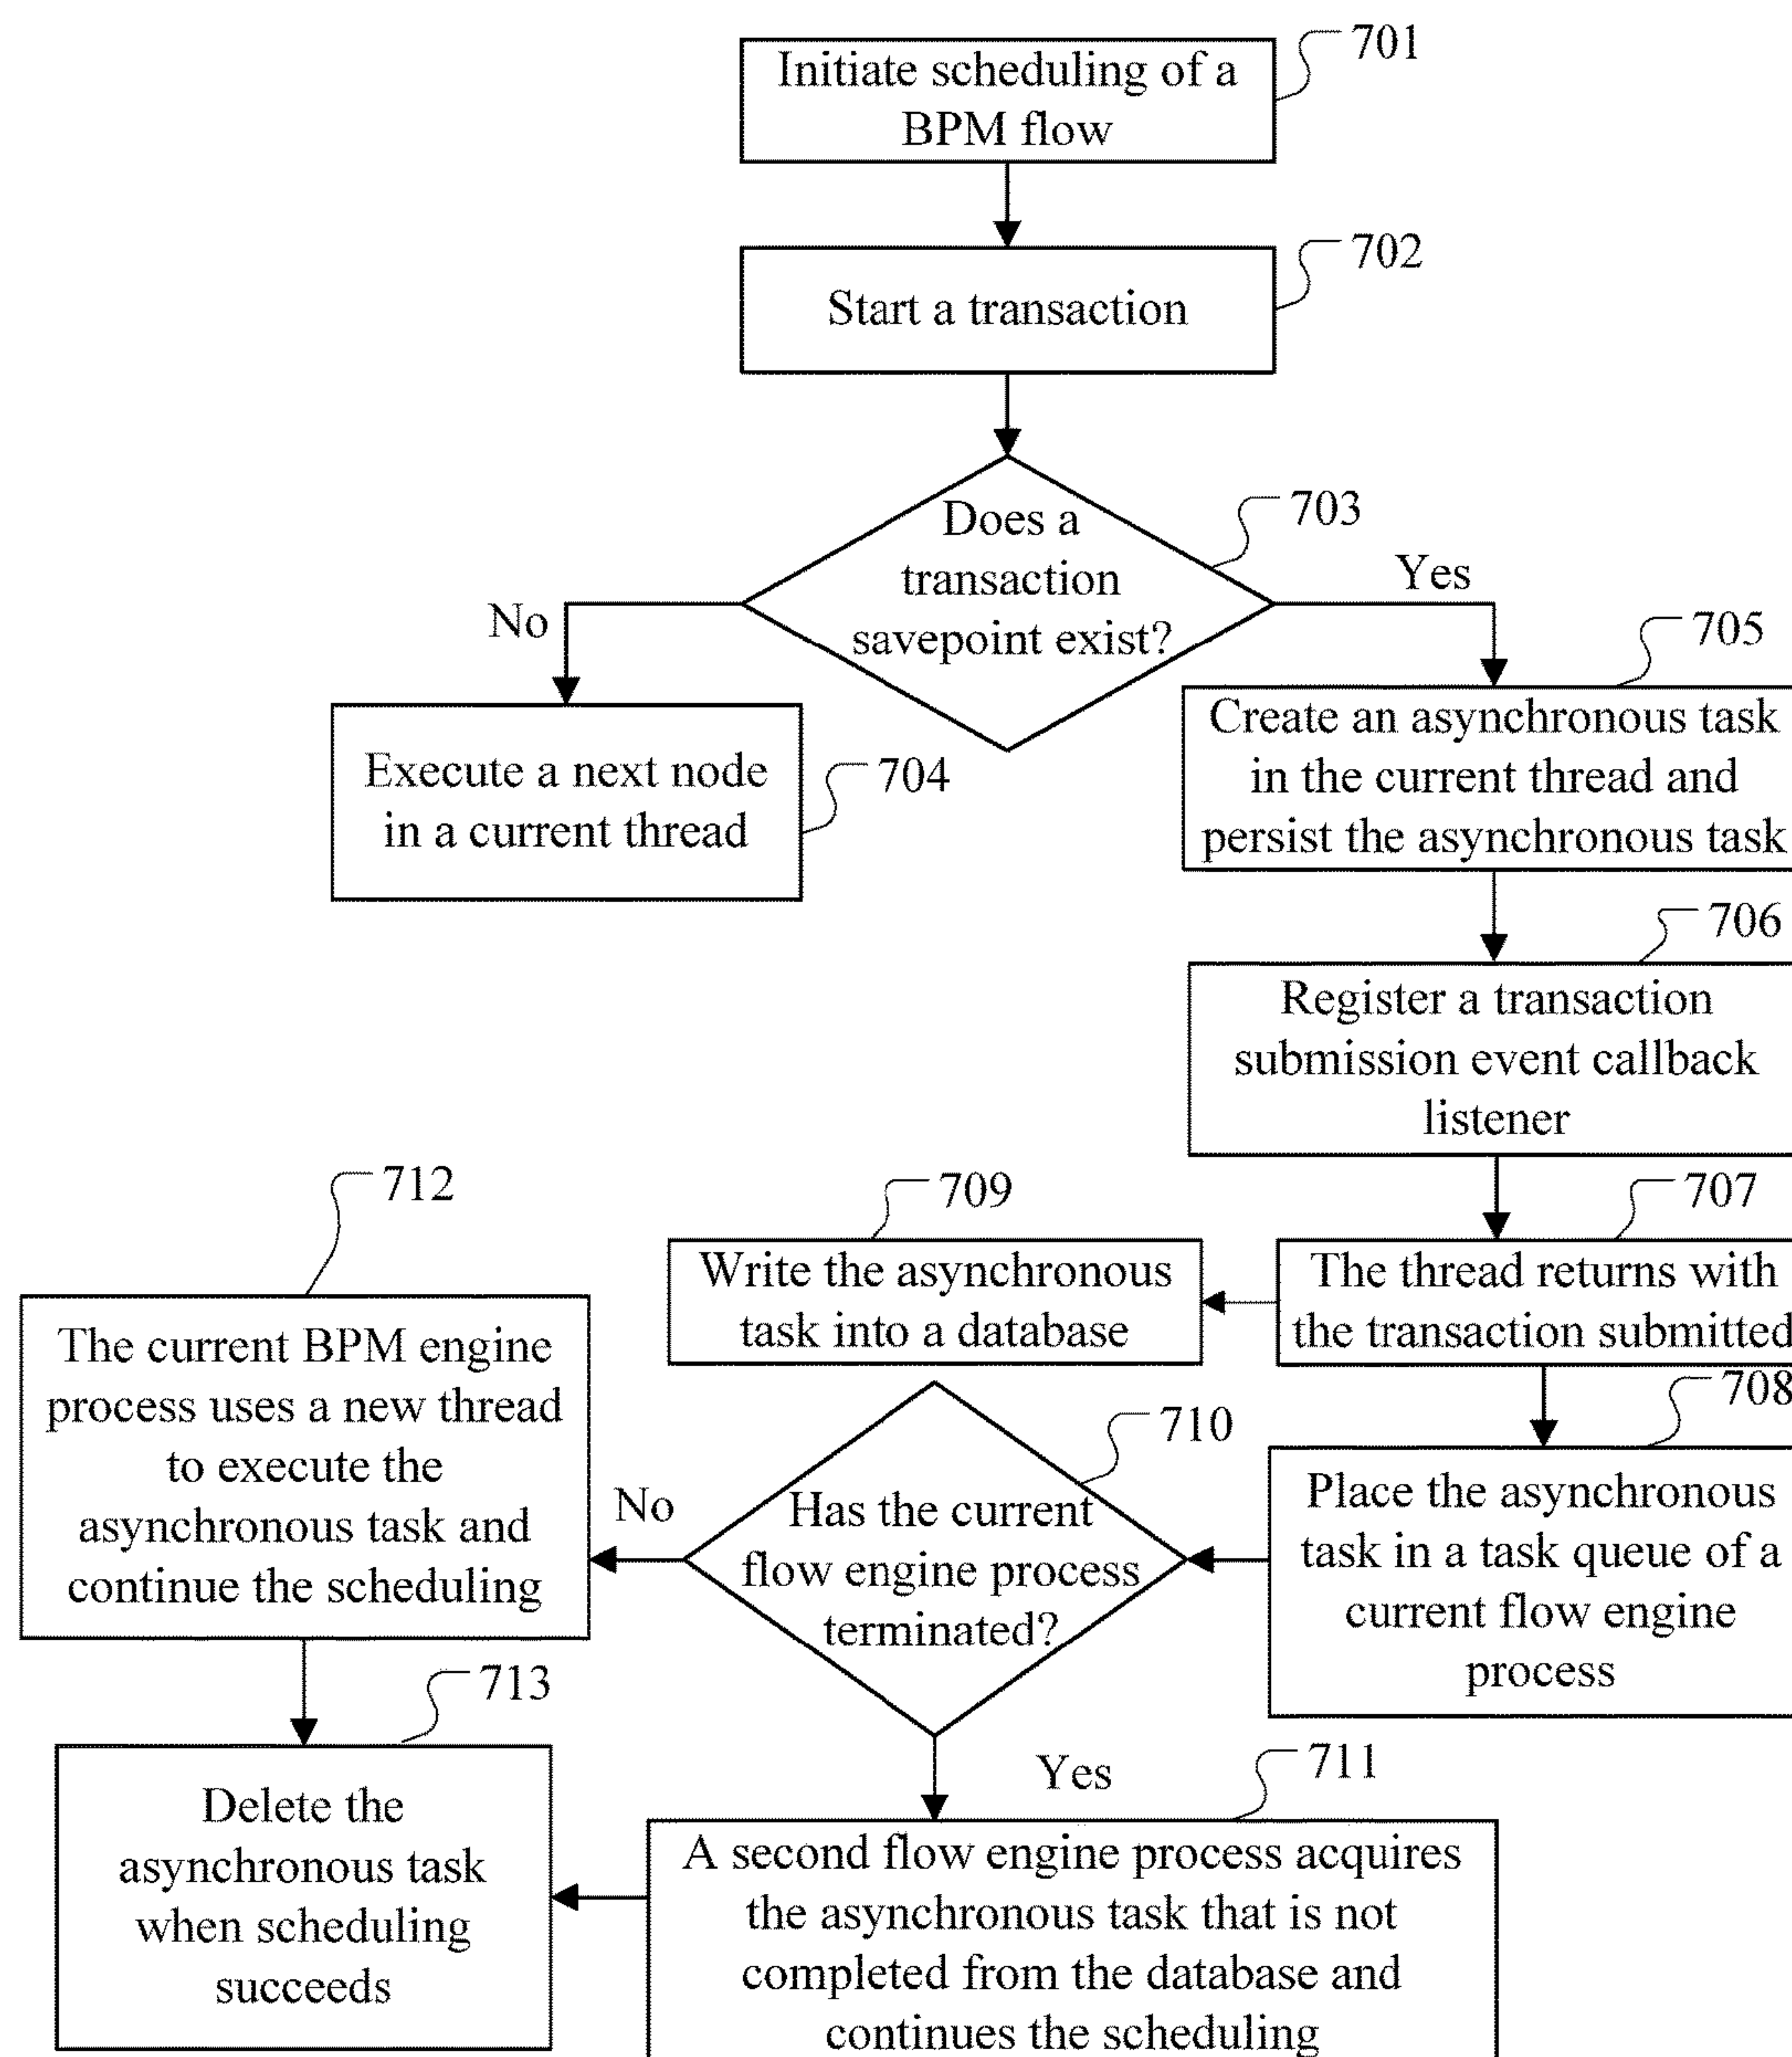 701
Initiate scheduling of a
BPM flow
702
Start a transaction
703
Does a
transaction
savepoint exist?
No
Yes
704
Execute a next node
in a current thread
705
Create an asynchronous task
in the current thread and
persist the asynchronous task
706
Register a transaction
submission event callback
listener
707
The thread returns with
the transaction submitted
709
Write the asynchronous
task into a database
708
Place the asynchronous
task in a task queue of a
current flow engine
process
710
Has the current
flow engine process
terminated?
No
Yes
712
The current BPM engine
process uses a new thread
to execute the
asynchronous task and
continue the scheduling
711
A second flow engine process acquires
the asynchronous task that is not
completed from the database and
continues the scheduling
713
Delete the
asynchronous task
when scheduling
succeeds